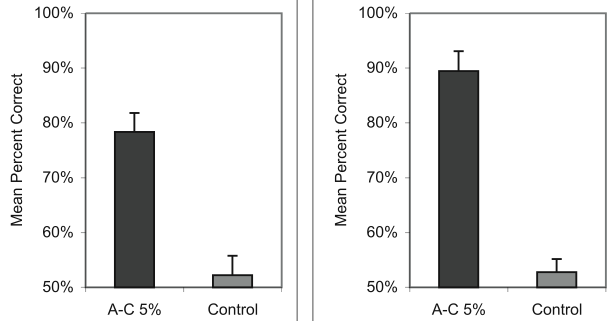 100%
90%
80%
70%
60%
50%
Mean Percent Correct
A-C 5%
Control
100%
90%
80%
70%
60%
50%
Mean Percent Correct
A-C 5%
Control